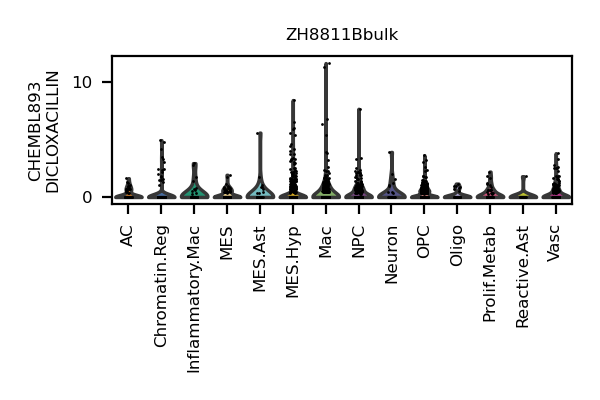 ZH8811Bbulk
CHEMBL893
DICLOXACILLIN
10
0
AC
Chromatin.Reg
Inflammatory.Mac
MES
MES.Ast
MES.Hyp
Mac
NPC
Neuron
OPC
Oligo
Prolif.Metab
Reactive.Ast
Vasc